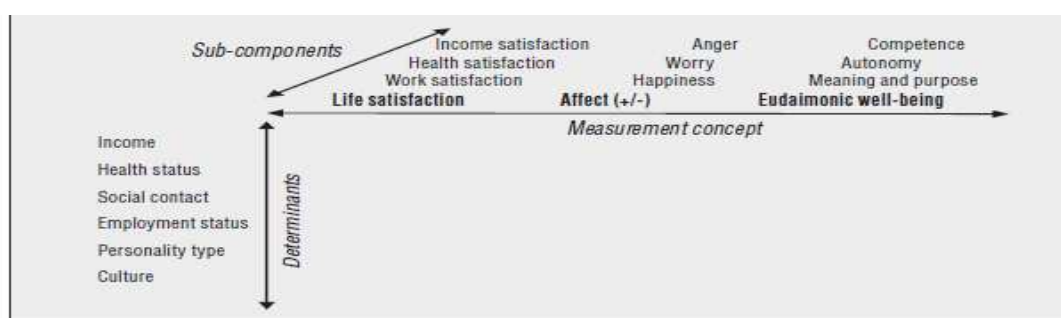 Sub-components
Income satisfaction Anger Competence
Health satisfaction Worry Autonomy
Work satisfaction Happiness Meaning and purpose
Life satisfaction Affect (+/-) Eudaimonic well-being
Measurement concept
Income
Health status
Social contact
Employment status
Personality type
Culture
Determinants